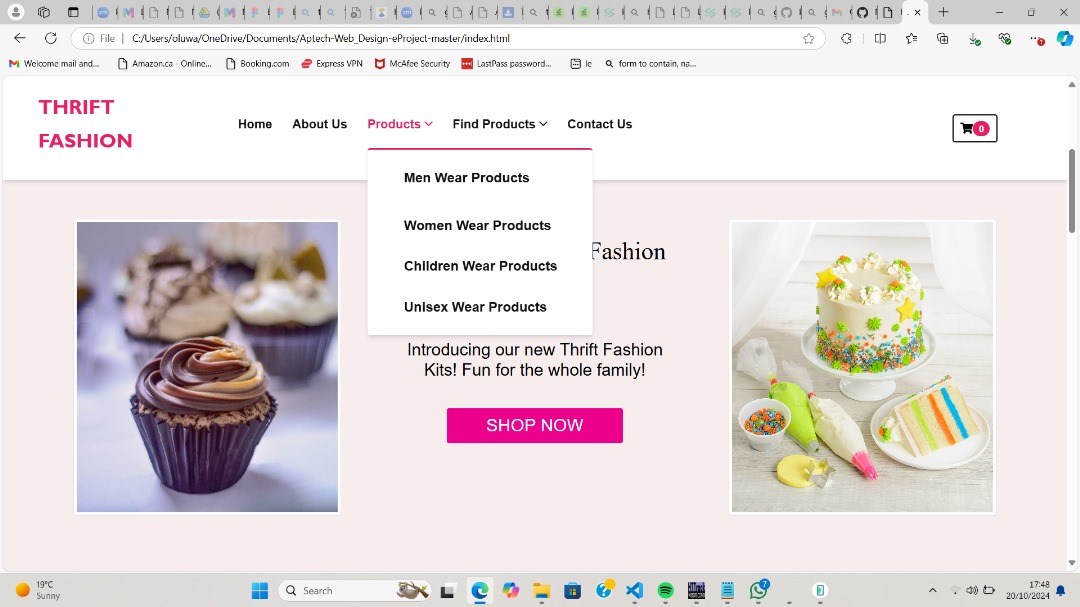 File
C:/Users/oluwa/OneDrive/Documents/Aptech-Web_Design-eProject-master/index.html
Welcome mail and...
Amazon.ca - Online...
Booking.com
Express VPN
McAfee Security
LastPass password...
le
form to contain, na...
THRIFT
FASHION
Home
About Us
Products
Find Products
Contact Us
0
Men Wear Products
Women Wear Products
Children Wear Products
Unisex Wear Products
Fashion
Introducing our new Thrift Fashion
Kits! Fun for the whole family!
SHOP NOW
19°C
Sunny
Search
7
17:48
20/10/2024